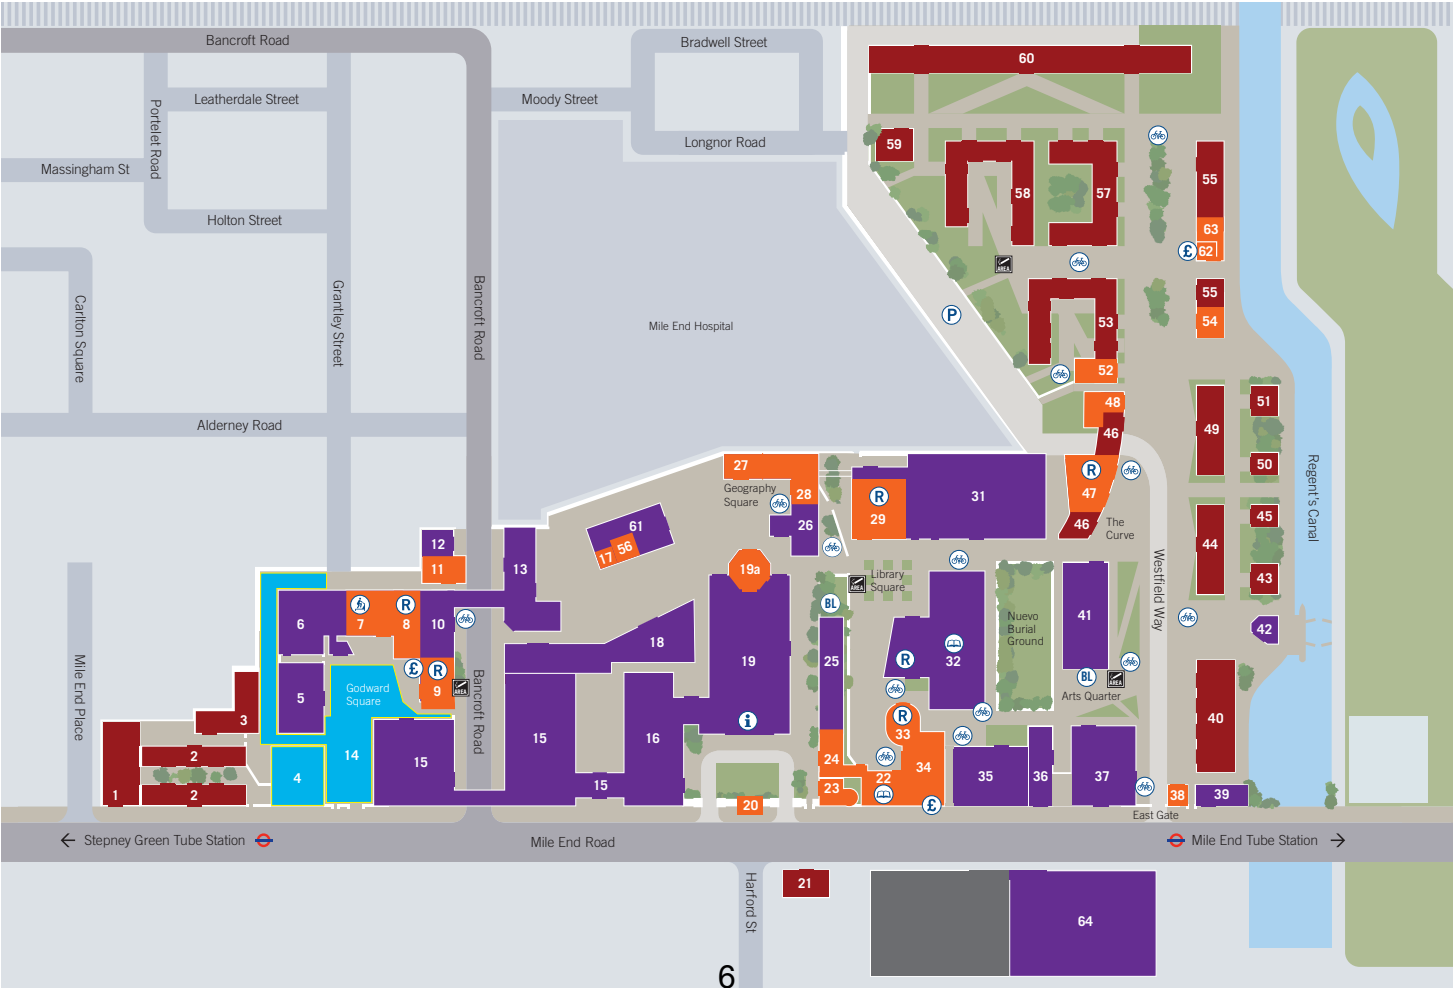 Bancroft Road
Bradwell Street
60
Leatherdale Street
Moody Street
Portelet Road
Longnor Road
59
Massingham St
58
57
55
Holton Street
63
£
62
AREA
Carlton Square
Grantley Street
Bancroft Road
55
P
53
54
Mile End Hospital
52
51
48
49
46
Alderney Road
27
R
50
Regent's Canal
Geography
Square
28
R
31
47
29
45
46
The
Curve
61
26
12
56
17
44
Westfield Way
11
13
19a
Library
Square
AREA
43
BL
6
7
R
8
10
41
Nuevo
Burial
Ground
42
18
19
25
R
32
£
R
9
AREA
BL
AREA
Arts Quarter
Godward
Square
5
Mile End Place
Bancroft Road
3
i
R
33
40
15
16
2
14
15
24
34
4
22
35
36
37
15
1
2
23
20
£
38
39
East Gate
← Stepney Green Tube Station
Mile End Road
Mile End Tube Station →
21
Harford St
64
6